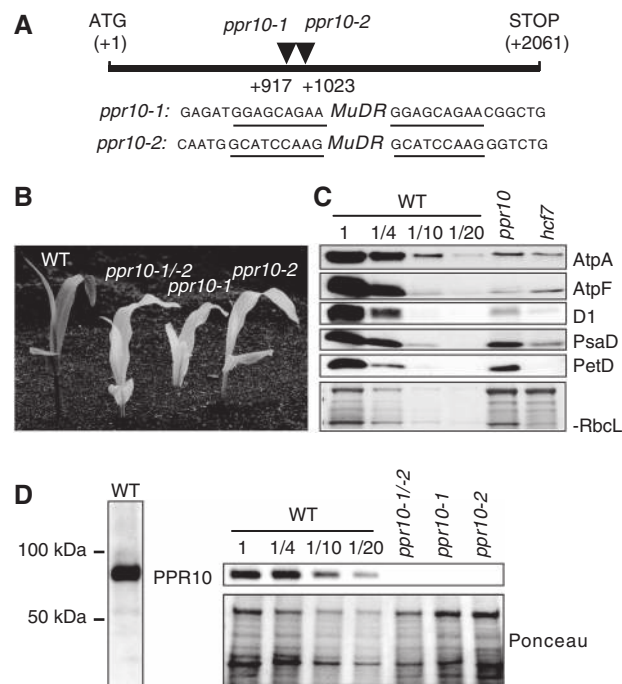 A
ATG
(+1)
ppr10-1
ppr10-2
STOP
(+2061)
+917
+1023
ppr10-1: GAGATGGAGCAGAA MuDR GGAGCAGAACGGCTG
ppr10-2: CAATGGCATCCAAG MuDR GCATCCAAGGGTCTG
B
WT
ppr10-1/-2
ppr10-1
ppr10-2
C
WT
1 1/4 1/10 1/20 ppr10 hcf7
AtpA
AtpF
D1
PsaD
PetD
-RbcL
D
WT
100 kDa
50 kDa
PPR10
WT
1 1/4 1/10 1/20 ppr10-1/-2 ppr10-1 ppr10-2
Ponceau